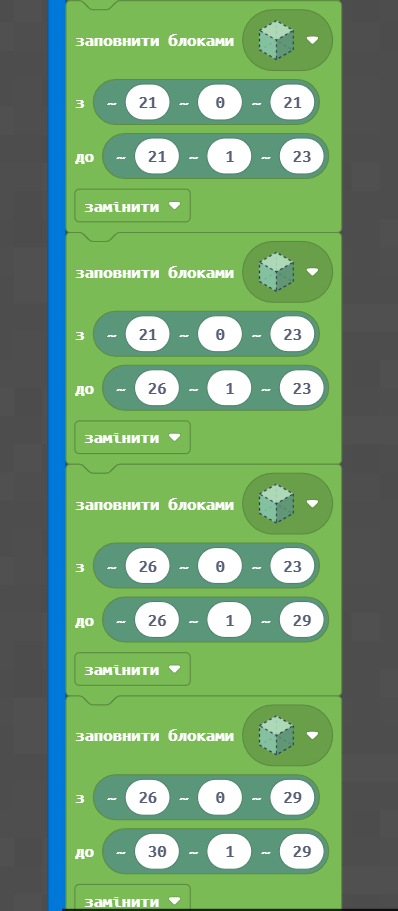 заповнити блоками
з ~ 21 ~ 0 ~ 21
до ~ 21 ~ 1 ~ 23
замінити
заповнити блоками
з ~ 21 ~ 0 ~ 23
до ~ 26 ~ 1 ~ 23
замінити
заповнити блоками
з ~ 26 ~ 0 ~ 23
до ~ 26 ~ 1 ~ 29
замінити
заповнити блоками
з ~ 26 ~ 0 ~ 29
до ~ 30 ~ 1 ~ 29
замінити